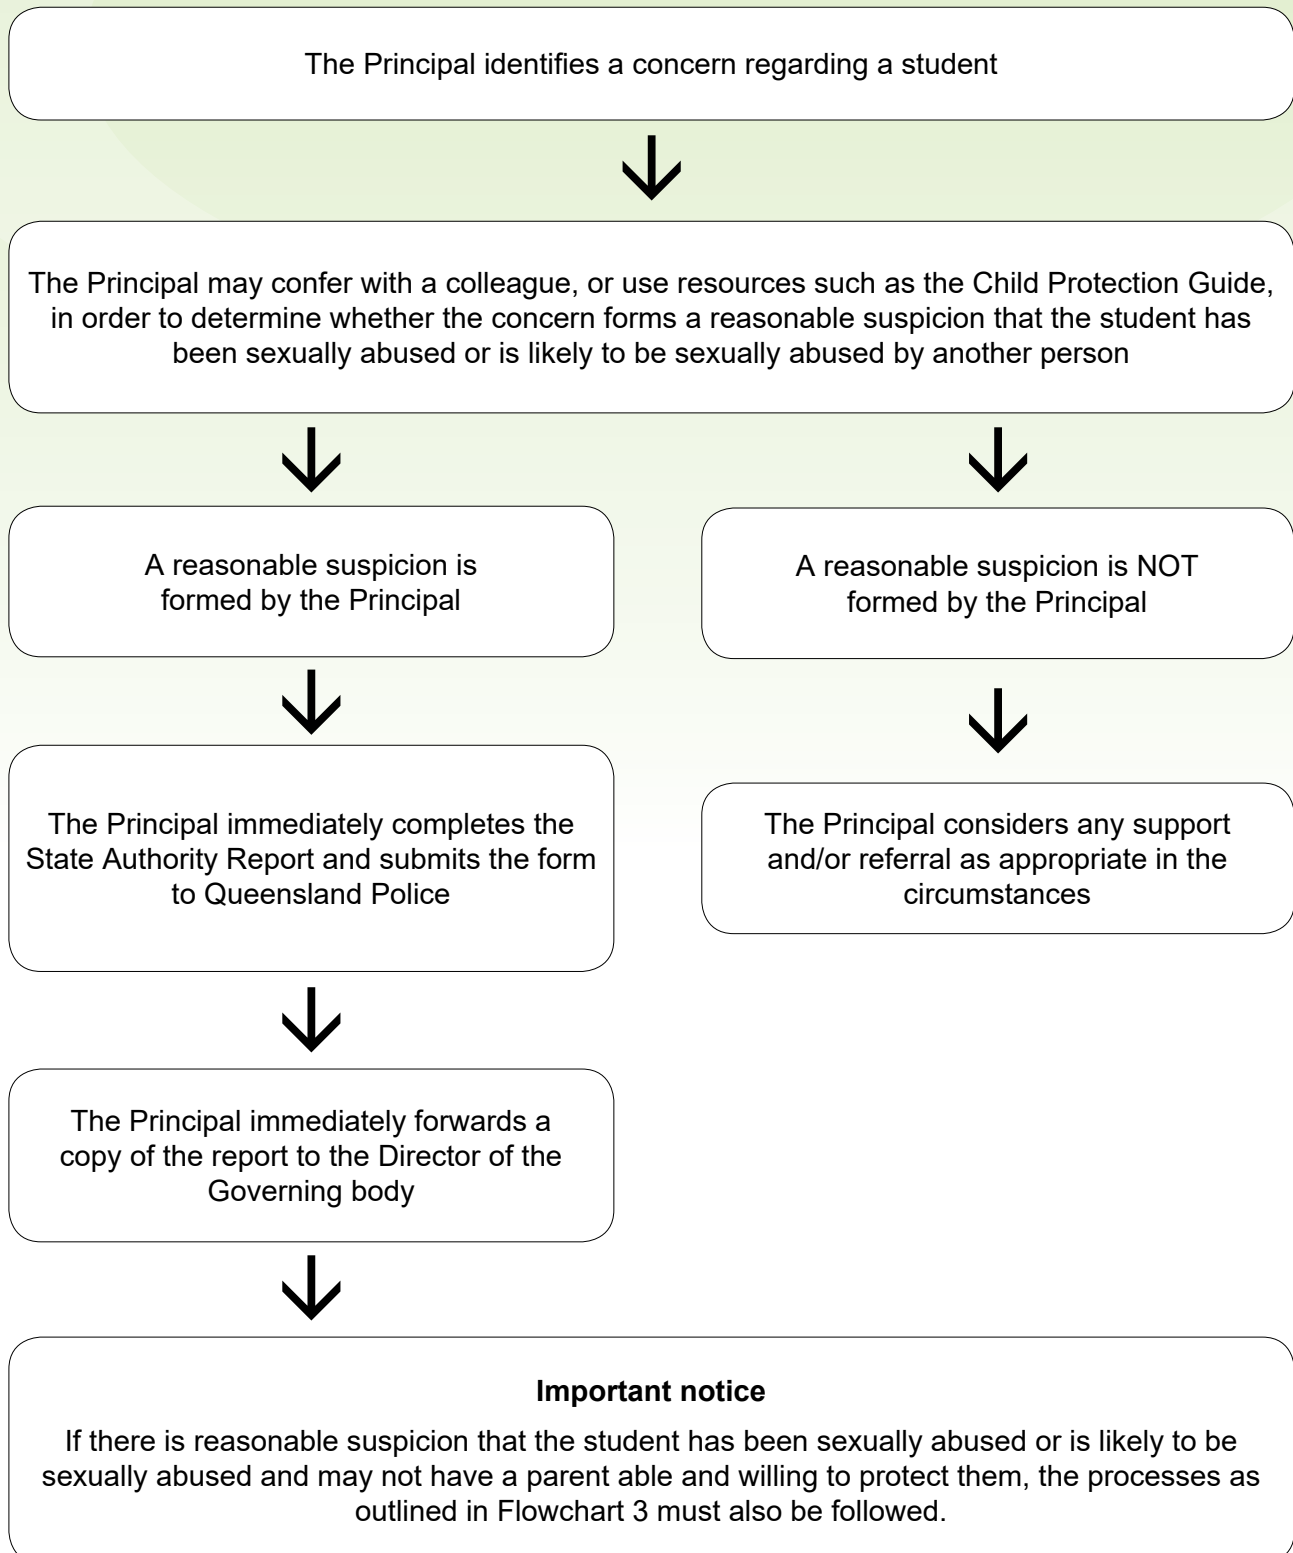 The Principal identifies a concern regarding a student
The Principal may confer with a colleague, or use resources such as the Child Protection Guide,
in order to determine whether the concern forms a reasonable suspicion that the student has
been sexually abused or is likely to be sexually abused by another person
A reasonable suspicion is
formed by the Principal
A reasonable suspicion is NOT
formed by the Principal
The Principal immediately completes the
State Authority Report and submits the form
to Queensland Police
The Principal considers any support
and/or referral as appropriate in the
circumstances
The Principal immediately forwards a
copy of the report to the Director of the
Governing body
Important notice
If there is reasonable suspicion that the student has been sexually abused or is likely to be
sexually abused and may not have a parent able and willing to protect them, the processes as
outlined in Flowchart 3 must also be followed.